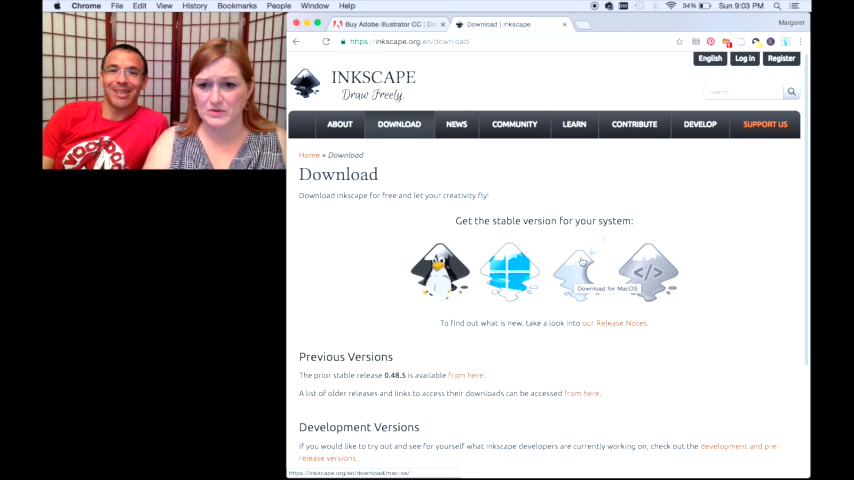 Chrome File Edit View History Bookmarks People Window Help
34% Sun 9:03 PM
Buy Adobe Illustrator CC
Download | Inkscape
Margaret
https://inkscape.org/en/download/
English Log in Register
INKSCAPE
Draw Freely.
Search
ABOUT DOWNLOAD NEWS COMMUNITY LEARN CONTRIBUTE DEVELOP SUPPORT US
Home » Download
Download
Download Inkscape for free and let your creativity fly!
Get the stable version for your system:
</>
Download for MacOS
To find out what is new, take a look into our Release Notes.
Previous Versions
The prior stable release 0.48.5 is available from here.
A list of older releases and links to access their downloads can be accessed from here.
Development Versions
If you would like to try out and see for yourself what inkscape developers are currently working on, check out the development and pre-
release versions.
https://inkscape.org/en/download/mac-os/